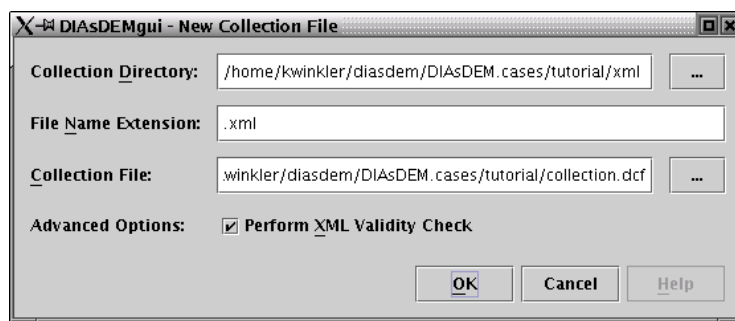 DIAsDEMgui - New Collection File
Collection Directory: /home/kwinkler/diasdem/DIAsDEM.cases/tutorial/xml ...
File Name Extension: .xml
Collection File: winkler/diasdem/DIAsDEM.cases/tutorial/collection.dcf ...
Advanced Options: Perform XML Validity Check
OK Cancel Help